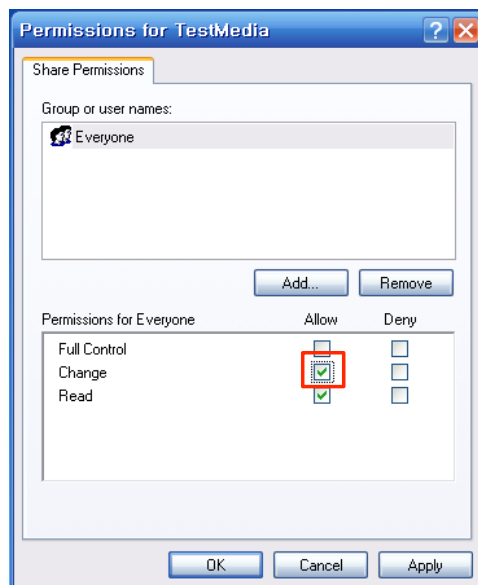 Permissions for TestMedia
Share Permissions
Group or user names:
Everyone
Add... Remove
Permissions for Everyone Allow Deny
Full Control
Change
Read
OK Cancel Apply